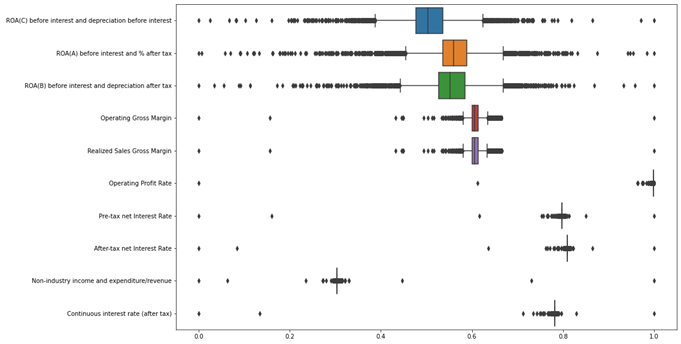 ROA(C) before interest and depreciation before interest
ROA(A) before interest and % after tax
ROA(B) before interest and depreciation after tax
Operating Gross Margin
Realized Sales Gross Margin
Operating Profit Rate
Pre-tax net Interest Rate
After-tax net Interest Rate
Non-industry income and expenditure/revenue
Continuous interest rate (after tax)
0.0 0.2 0.4 0.6 0.8 1.0